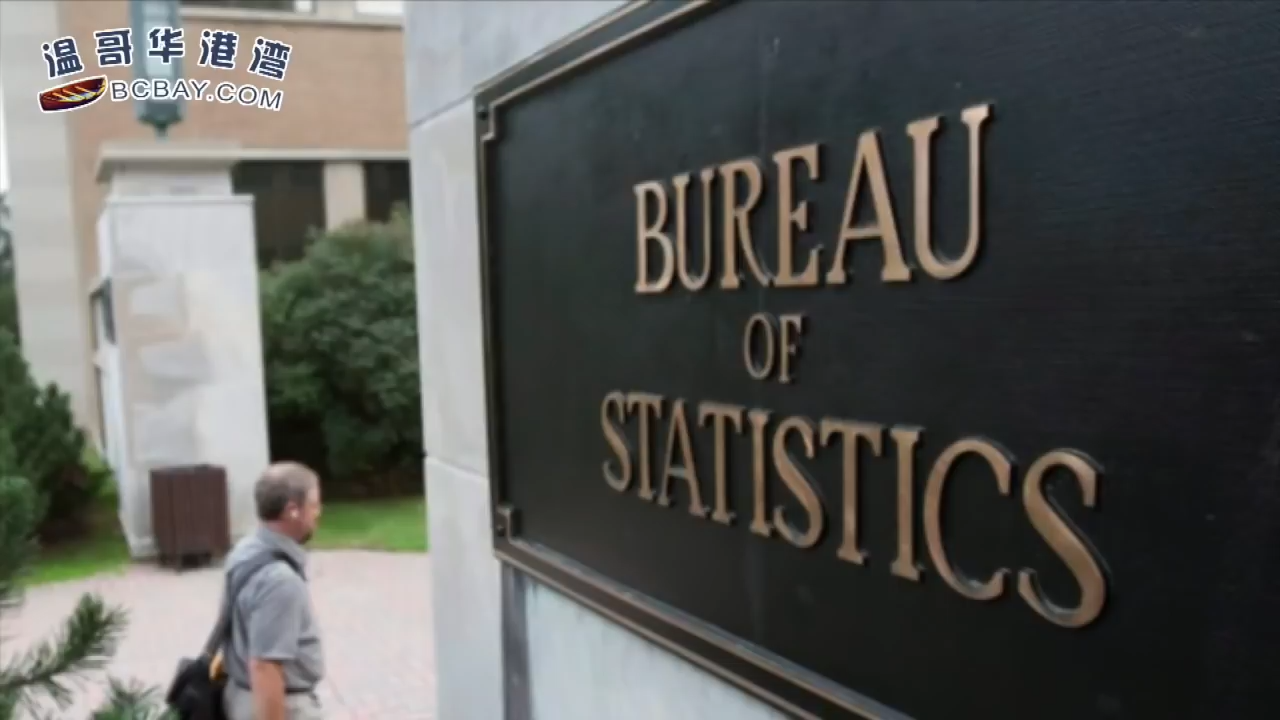 温哥华港湾
BCBAY.COM
BUREAU
OF
STATISTICS